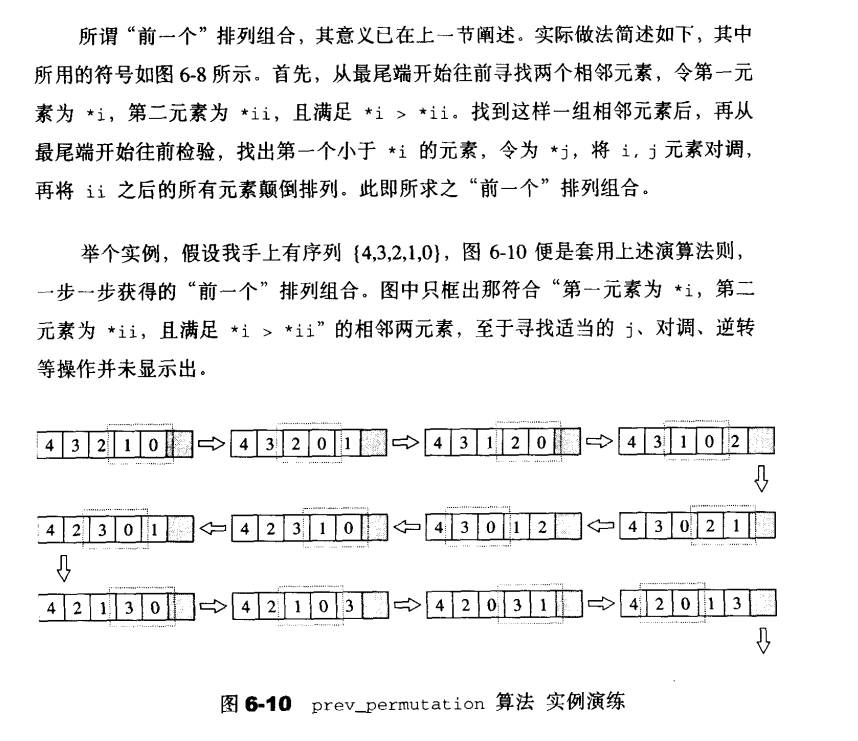 所谓“前一个”排列组合，其意义已在上一节阐述。实际做法简述如下，其中
所用的符号如图 6-8 所示。首先，从最尾端开始往前寻找两个相邻元素，令第一元
素为 *i，第二元素为 *ii，且满足 *i > *ii。找到这样一组相邻元素后，再从
最尾端开始往前检验，找出第一个小于 *i 的元素，令为 *j，将 i, j 元素对调，
再将 ii 之后的所有元素颠倒排列。此即所求之“前一个”排列组合。
举个实例，假设我手上有序列 {4,3,2,1,0}，图 6-10 便是套用上述演算法则，
一步一步获得的“前一个”排列组合。图中只框出那符合“第一元素为 *i，第二
元素为 *ii，且满足 *i > *ii”的相邻两元素，至于寻找适当的 j、对调、逆转
等操作并未显示出。
4 3 2 1 0 4 3 2 0 1 4 3 1 2 0 4 3 1 0 2
4 2 3 0 1 4 2 3 1 0 4 3 0 1 2 4 3 0 2 1
4 2 1 3 0 4 2 1 0 3 4 2 0 3 1 4 2 0 1 3
图 6-10 prev_permutation 算法 实例演练